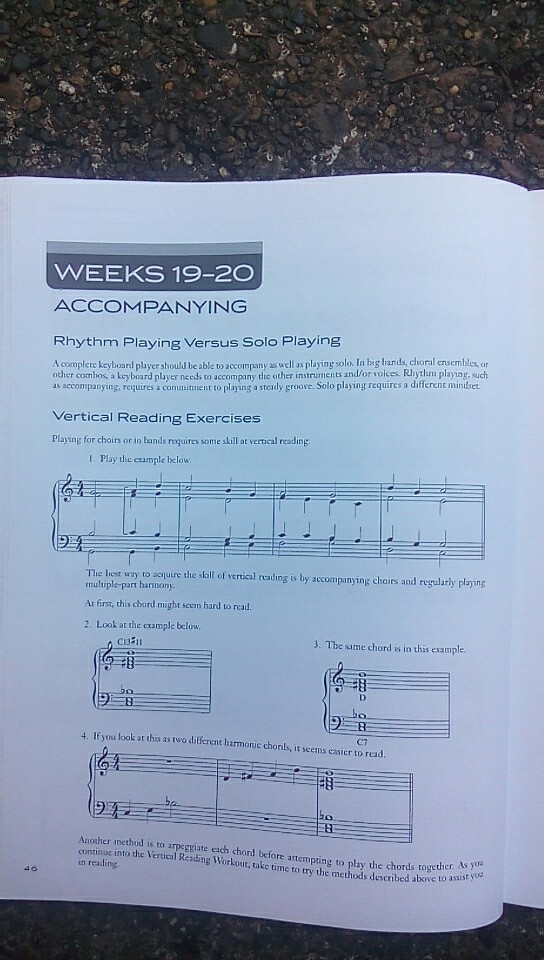 WEEKS 19–20
ACCOMPANYING
Rhythm Playing Versus Solo Playing
A complete keyboard player should be able to accompany as well as playing solo. In big bands, choral ensembles, or
other combos, a keyboard player needs to accompany the other instruments and/or voices. Rhythm playing, such
as accompanying, requires a commitment to playing a steady groove. Solo playing requires a different mindset.
Vertical Reading Exercises
Playing for choirs or in bands requires some skill at vertical reading.
1. Play the example below.
The best way to acquire the skill of vertical reading is by accompanying choirs and regularly playing
multiple-part harmony.
At first, this chord might seem hard to read.
2. Look at the example below.
C13♯11
3. The same chord is in this example.
D
C7
4. If you look at this as two different harmonic chords, it seems easier to read.
Another method is to arpeggiate each chord before attempting to play the chords together. As you
continue into the Vertical Reading Workout, take time to try the methods described above to assist you
in reading.
46